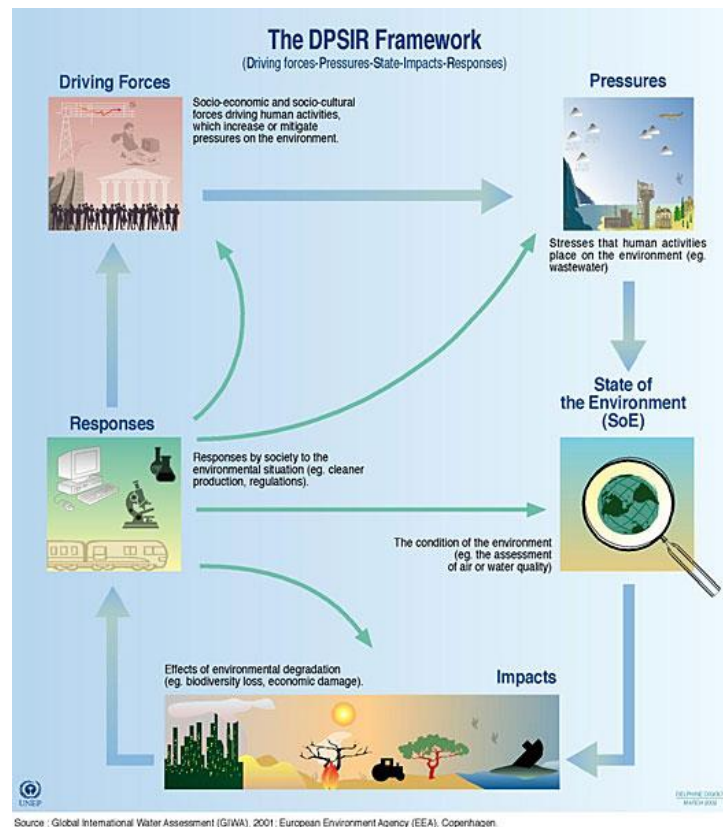 The DPSIR Framework
(Driving forces-Pressures-State-Impacts-Responses)
Driving Forces
Socio-economic and socio-cultural
forces driving human activities,
which increase or mitigate
pressures on the environment.
Pressures
Stresses that human activities
place on the environment (eg.
wastewater)
State of
the Environment
(SoE)
Responses
Responses by society to the
environmental situation (eg. cleaner
production, regulations).
The condition of the environment
(eg. the assessment
of air or water quality)
Effects of environmental degradation
(eg. biodiversity loss, economic damage).
Impacts
UNEP
DELPHINE DIGOUT
MARCH 2002
Source : Global International Water Assessment (GIWA), 2001; European Environment Agency (EEA), Copenhagen.